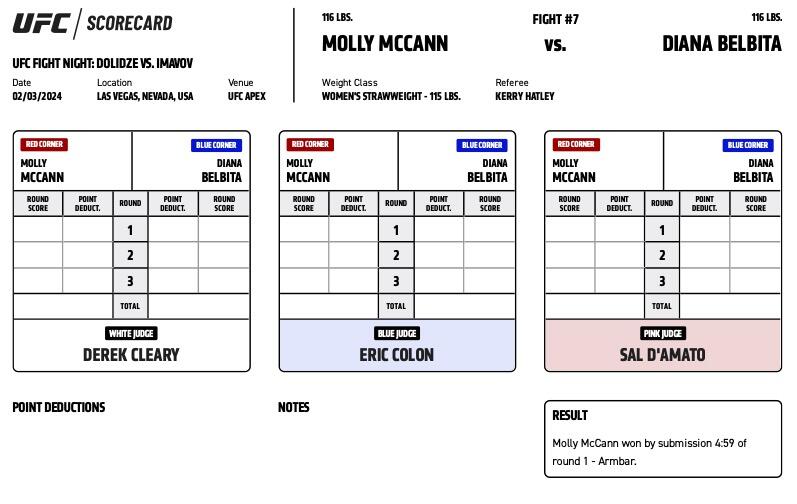 UFC SCORECARD
UFC FIGHT NIGHT: DOLIDZE VS. IMAVOV
Date Location Venue
02/03/2024 LAS VEGAS, NEVADA, USA UFC APEX
116 LBS. FIGHT #7 116 LBS.
MOLLY MCCANN VS. DIANA BELBITA
Weight Class Referee
WOMEN'S STRAWWEIGHT - 115 LBS. KERRY HATLEY
RED CORNER BLUE CORNER
MOLLY DIANA
MCCANN BELBITA
ROUND POINT ROUND POINT ROUND
SCORE DEDUCT. DEDUCT. SCORE
1
2
3
TOTAL
WHITE JUDGE
DEREK CLEARY
RED CORNER BLUE CORNER
MOLLY DIANA
MCCANN BELBITA
ROUND POINT ROUND POINT ROUND
SCORE DEDUCT. DEDUCT. SCORE
1
2
3
TOTAL
BLUE JUDGE
ERIC COLON
RED CORNER BLUE CORNER
MOLLY DIANA
MCCANN BELBITA
ROUND POINT ROUND POINT ROUND
SCORE DEDUCT. DEDUCT. SCORE
1
2
3
TOTAL
PINK JUDGE
SAL D'AMATO
POINT DEDUCTIONS
NOTES
RESULT
Molly McCann won by submission 4:59 of
round 1 - Armbar.